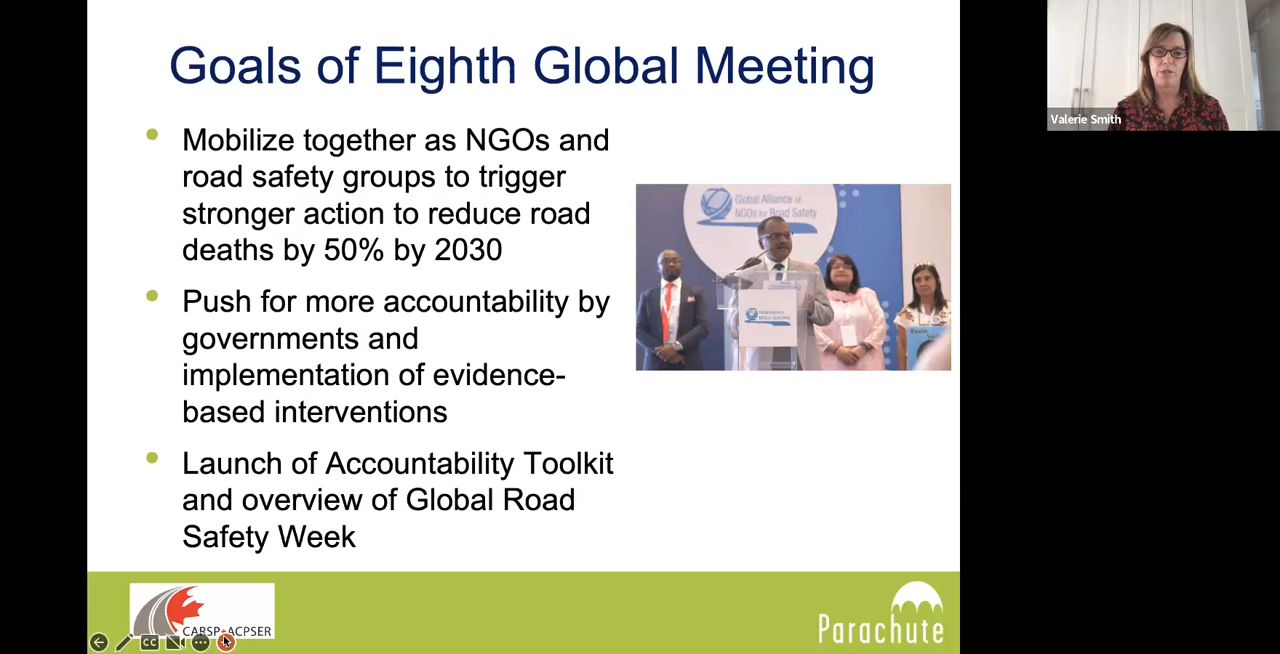 Goals of Eighth Global Meeting
Mobilize together as NGOs and
road safety groups to trigger
stronger action to reduce road
deaths by 50% by 2030
Push for more accountability by
governments and
implementation of evidence-
based interventions
Launch of Accountability Toolkit
and overview of Global Road
Safety Week
Global Alliance of
NGOs for Road Safety
CARSP•ACPSER
CC
Parachute
Valerie Smith